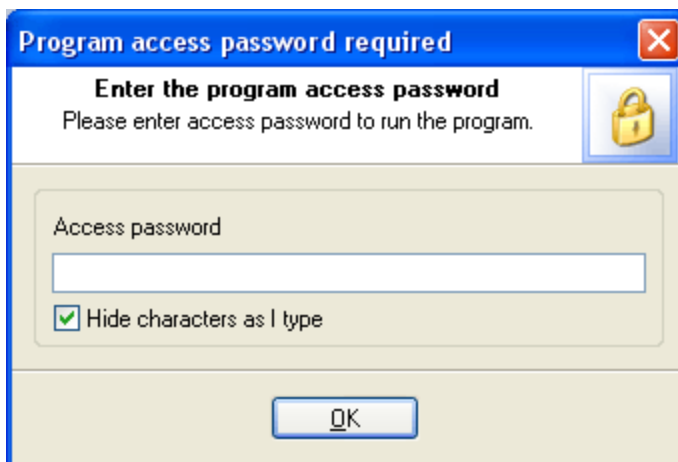 Program access password required
Enter the program access password
Please enter access password to run the program.
Access password
Hide characters as I type
OK